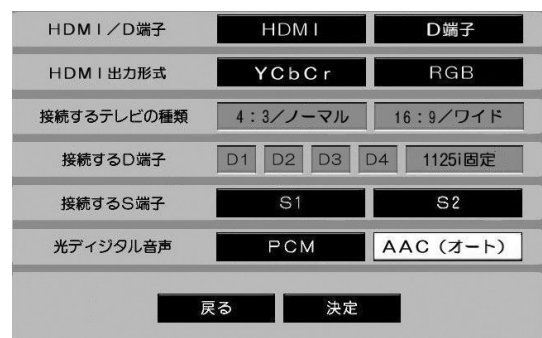 HDMI／D端子 HDMI D端子
HDMI出力形式 YCbCr RGB
接続するテレビの種類 4：3／ノーマル 16：9／ワイド
接続するD端子 D1 D2 D3 D4 1125i固定
接続するS端子 S1 S2
光ディジタル音声 PCM AAC（オート）
戻る 決定